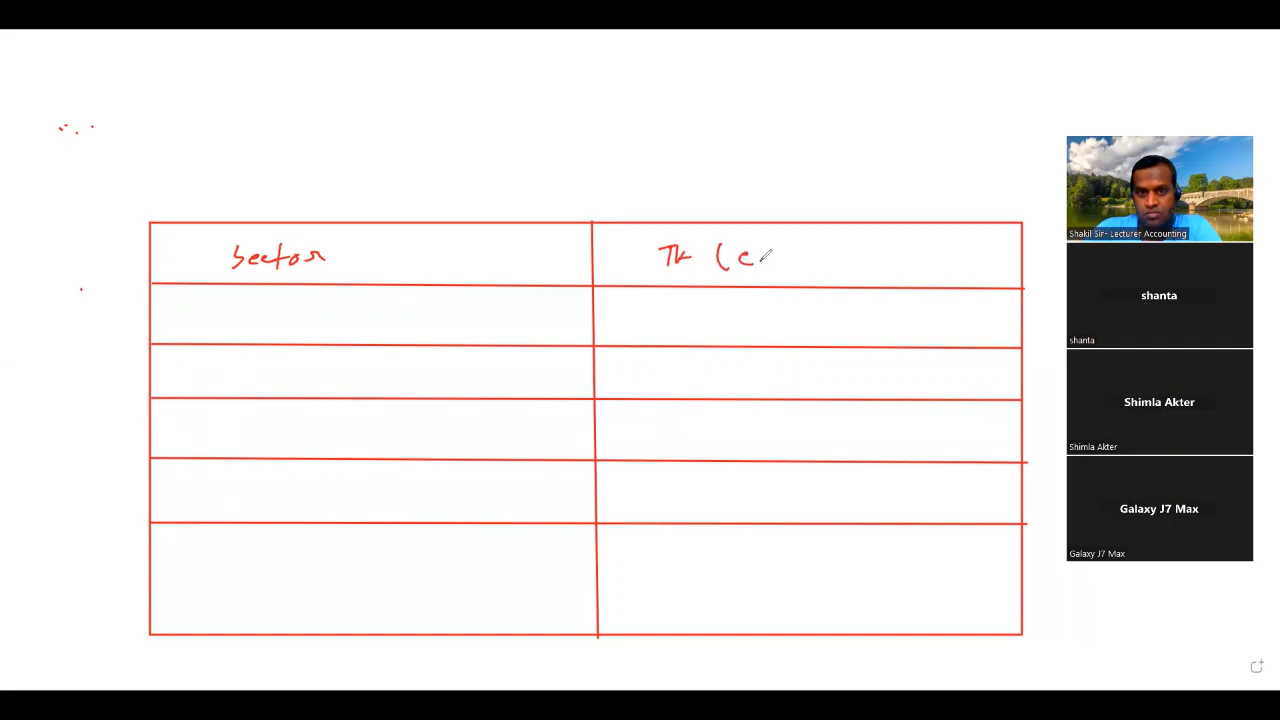 Sector
TK (c
Shakil Sir- Lecturer Accounting
shanta
shanta
Shimla Akter
Shimla Akter
Galaxy J7 Max
Galaxy J7 Max